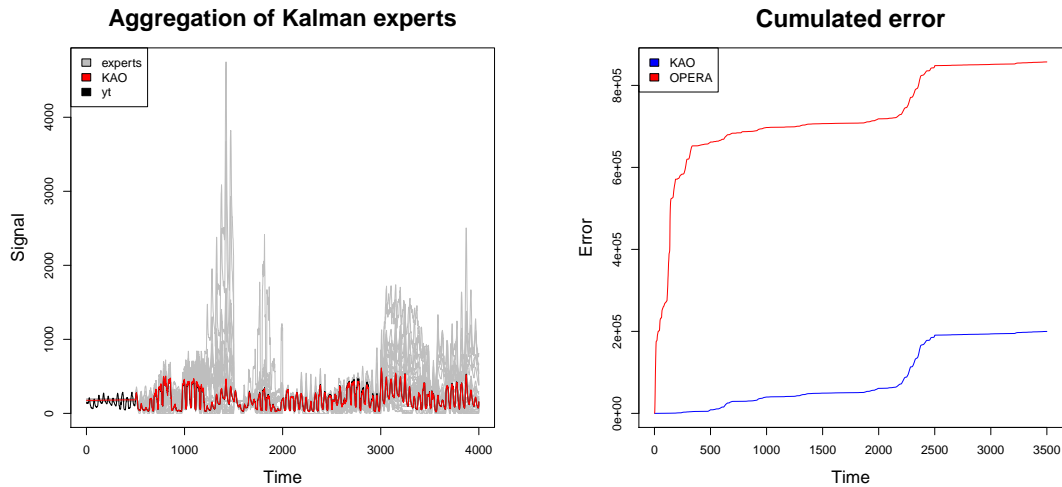 Aggregation of Kalman experts
experts
KAO
yt
Signal
4000
3000
2000
1000
0
0
1000
2000
3000
4000
Time
Cumulated error
KAO
OPERA
Error
8e+05
6e+05
4e+05
2e+05
0e+00
0
500
1000
1500
2000
2500
3000
3500
Time